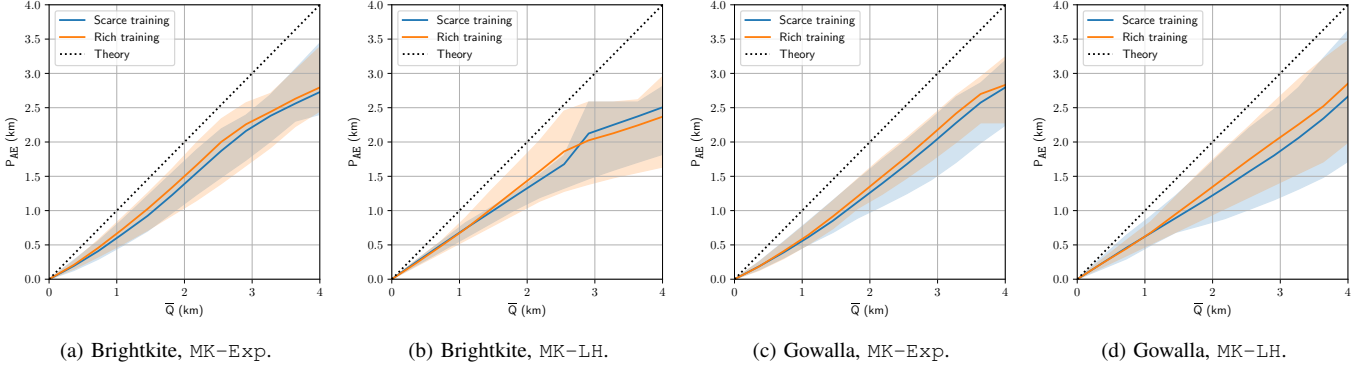 4.0
3.5
3.0
2.5
2.0
1.5
1.0
0.5
0.0
P_AE (km)
Scarce training
Rich training
Theory
0 1 2 3 4
Q̅ (km)
(a) Brightkite, MK-Exp.
4.0
3.5
3.0
2.5
2.0
1.5
1.0
0.5
0.0
P_AE (km)
Scarce training
Rich training
Theory
0 1 2 3 4
Q̅ (km)
(b) Brightkite, MK-LH.
4.0
3.5
3.0
2.5
2.0
1.5
1.0
0.5
0.0
P_AE (km)
Scarce training
Rich training
Theory
0 1 2 3 4
Q̅ (km)
(c) Gowalla, MK-Exp.
4.0
3.5
3.0
2.5
2.0
1.5
1.0
0.5
0.0
P_AE (km)
Scarce training
Rich training
Theory
0 1 2 3 4
Q̅ (km)
(d) Gowalla, MK-LH.